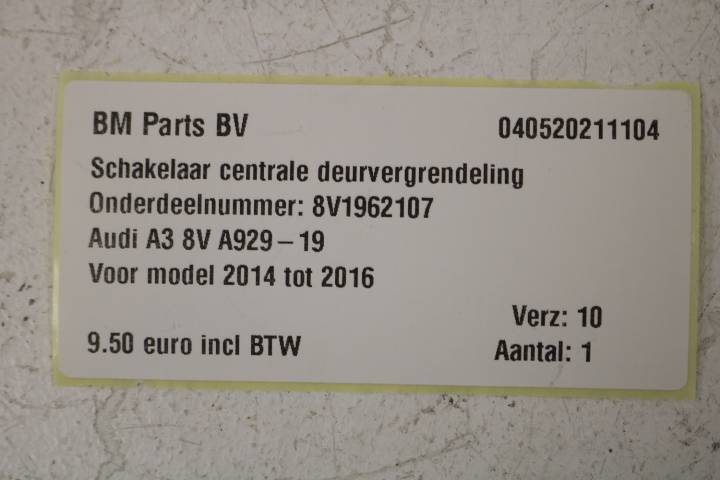 BM Parts BV 040520211104
Schakelaar centrale deurvergrendeling
Onderdeelnummer: 8V1962107
Audi A3 8V A929 – 19
Voor model 2014 tot 2016
Verz: 10
9.50 euro incl BTW Aantal: 1